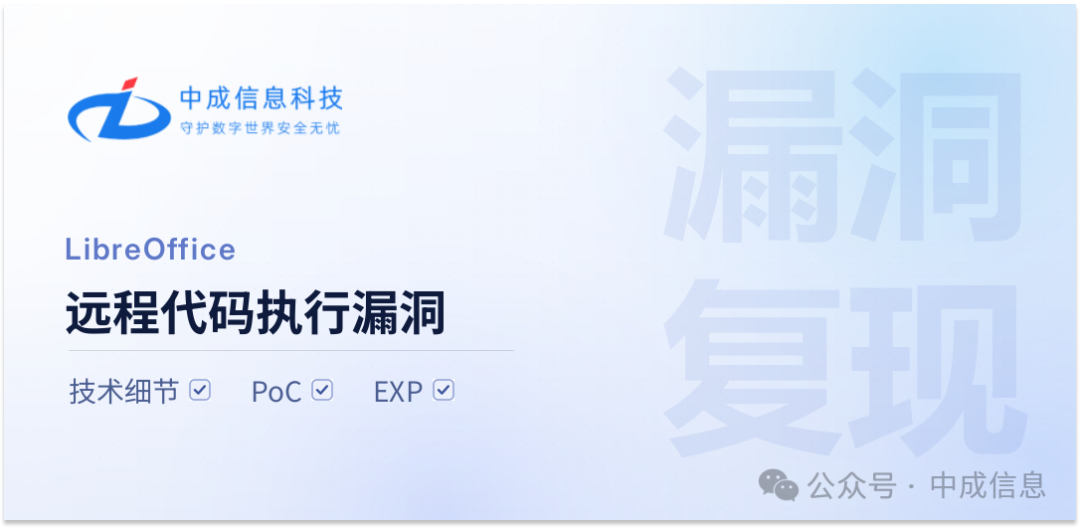 中成信息科技
守护数字世界安全无忧
漏洞
复现
LibreOffice
远程代码执行漏洞
技术细节 PoC EXP
公众号 · 中成信息